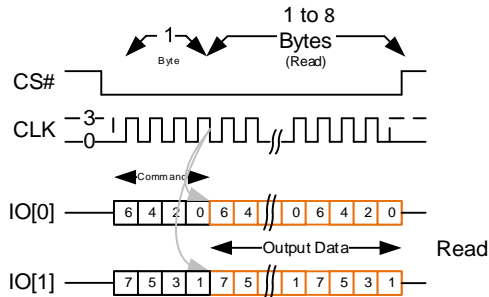 1 to 8
1 Bytes
Byte (Read)
CS#
3
CLK
0
Command
IO[0] 6 4 2 0 6 4 0 6 4 2 0
Output Data Read
IO[1] 7 5 3 1 7 5 1 7 5 3 1